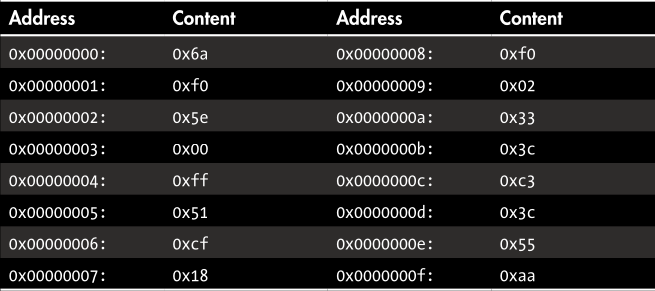 Address Content Address Content
0x00000000: 0x6a 0x00000008: 0xf0
0x00000001: 0xf0 0x00000009: 0x02
0x00000002: 0x5e 0x0000000a: 0x33
0x00000003: 0x00 0x0000000b: 0x3c
0x00000004: 0xff 0x0000000c: 0xc3
0x00000005: 0x51 0x0000000d: 0x3c
0x00000006: 0xcf 0x0000000e: 0x55
0x00000007: 0x18 0x0000000f: 0xaa